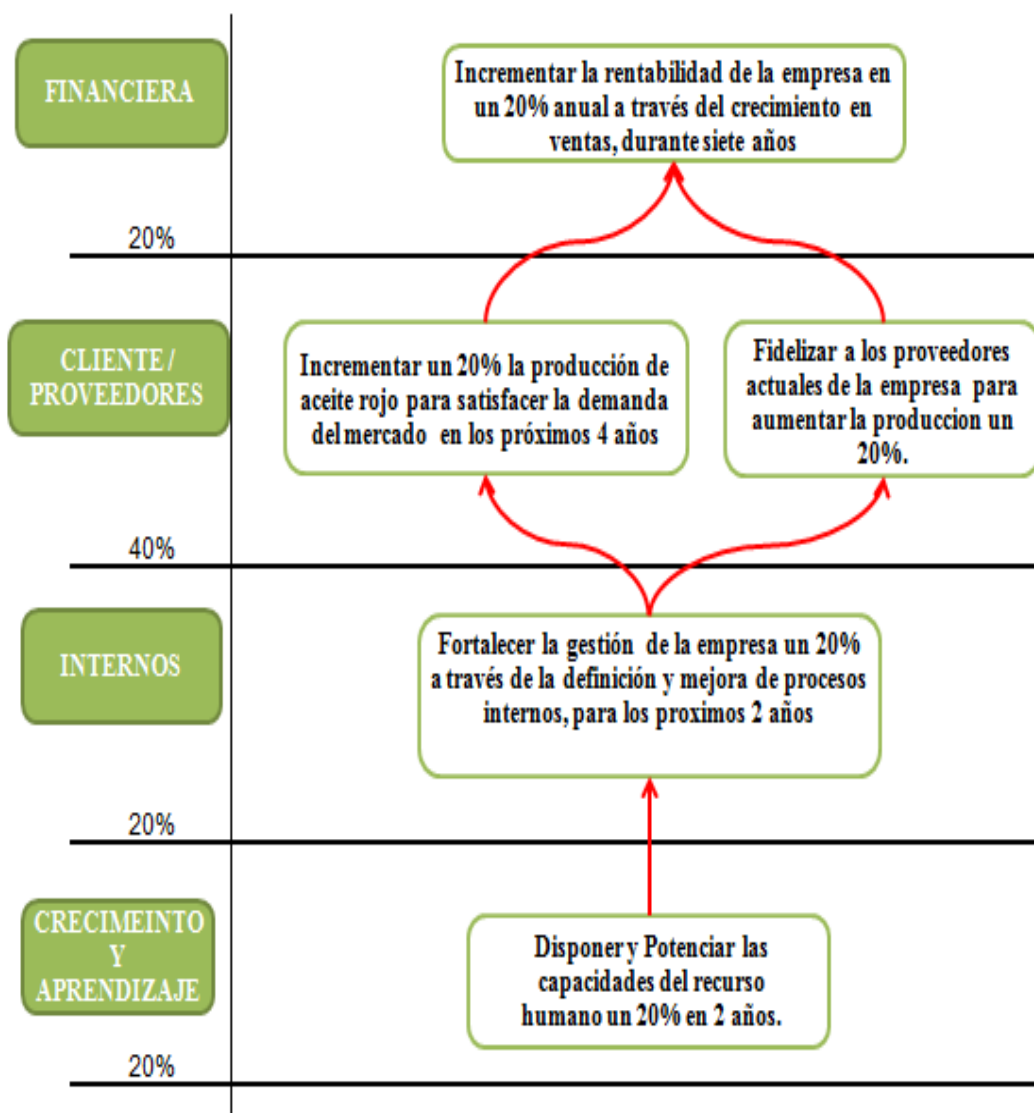 FINANCIERA
Incrementar la rentabilidad de la empresa en
un 20% anual a través del crecimiento en
ventas, durante siete años
20%
CLIENTE /
PROVEEDORES
Incrementar un 20% la producción de
aceite rojo para satisfacer la demanda
del mercado en los próximos 4 años
Fidelizar a los proveedores
actuales de la empresa para
aumentar la produccion un
20%.
40%
INTERNOS
Fortalecer la gestión de la empresa un 20%
a través de la definición y mejora de procesos
internos, para los proximos 2 años
20%
CRECIMEINTO
Y
APRENDIZAJE
Disponer y Potenciar las
capacidades del recurso
humano un 20% en 2 años.
20%